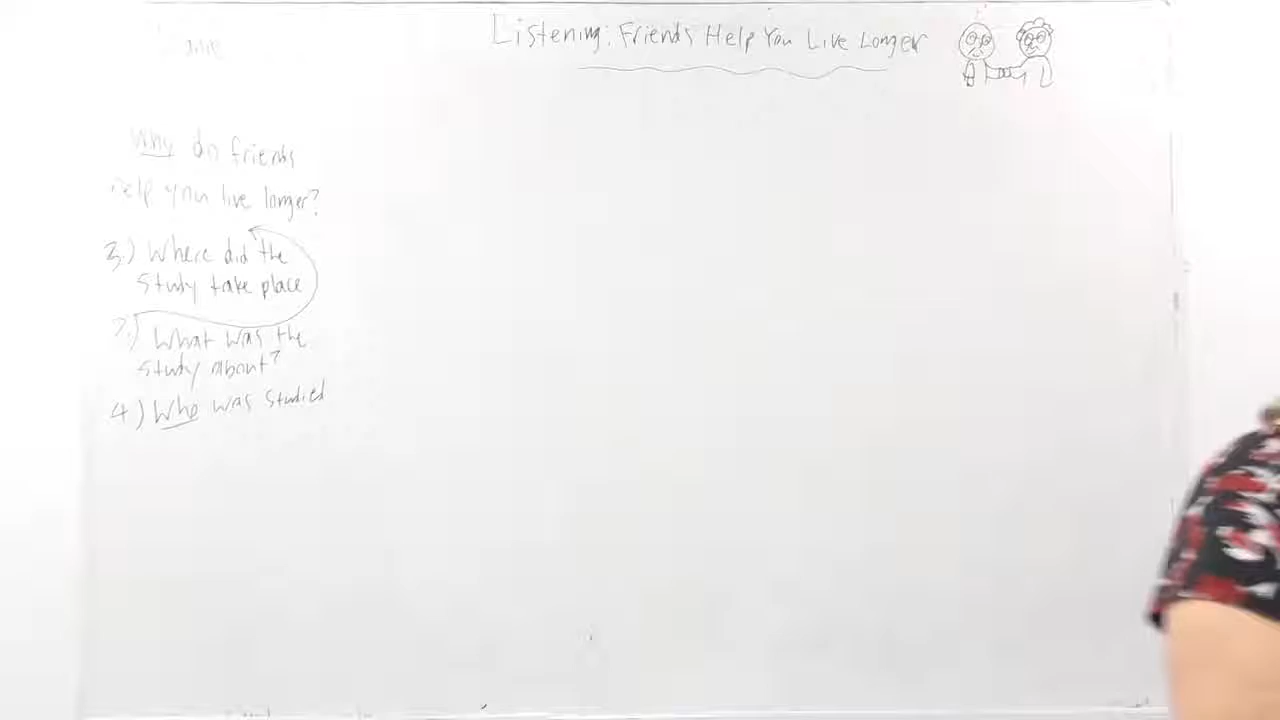 Listening: Friends Help You Live Longer
Why do friends
help you live longer?
3.) Where did the
study take place
2.) What was the
study about?
4) Who was studied